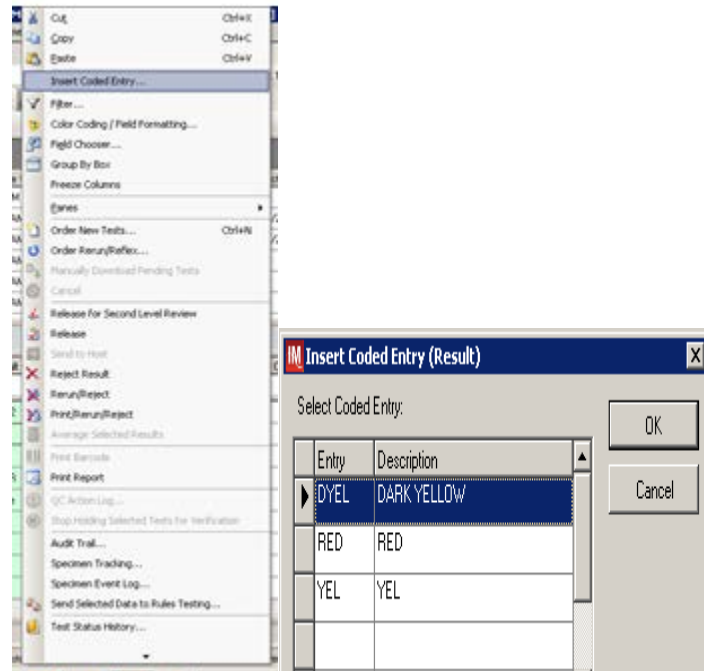 Cut Ctrl+X
Copy Ctrl+C
Paste Ctrl+V
Insert Coded Entry...
Filter...
Color Coding / Field Formatting...
Field Chooser...
Group By Box
Freeze Columns
Panes
Order New Tests... Ctrl+N
Order Rerun/Reflex...
Manually Download Pending Tests
Cancel
Release for Second Level Review
Release
Send to Host
Reject Result
Rerun/Reject
Print/Rerun/Reject
Average Selected Results
Print Barcode
Print Report
QC Action Log...
Stop Holding Selected Tests for Verification
Audit Trail...
Specimen Tracking...
Specimen Event Log...
Send Selected Data to Rules Testing...
Test Status History...
IM Insert Coded Entry (Result) X
Select Coded Entry:
OK
Cancel
Entry Description
DYEL DARK YELLOW
RED RED
YEL YEL